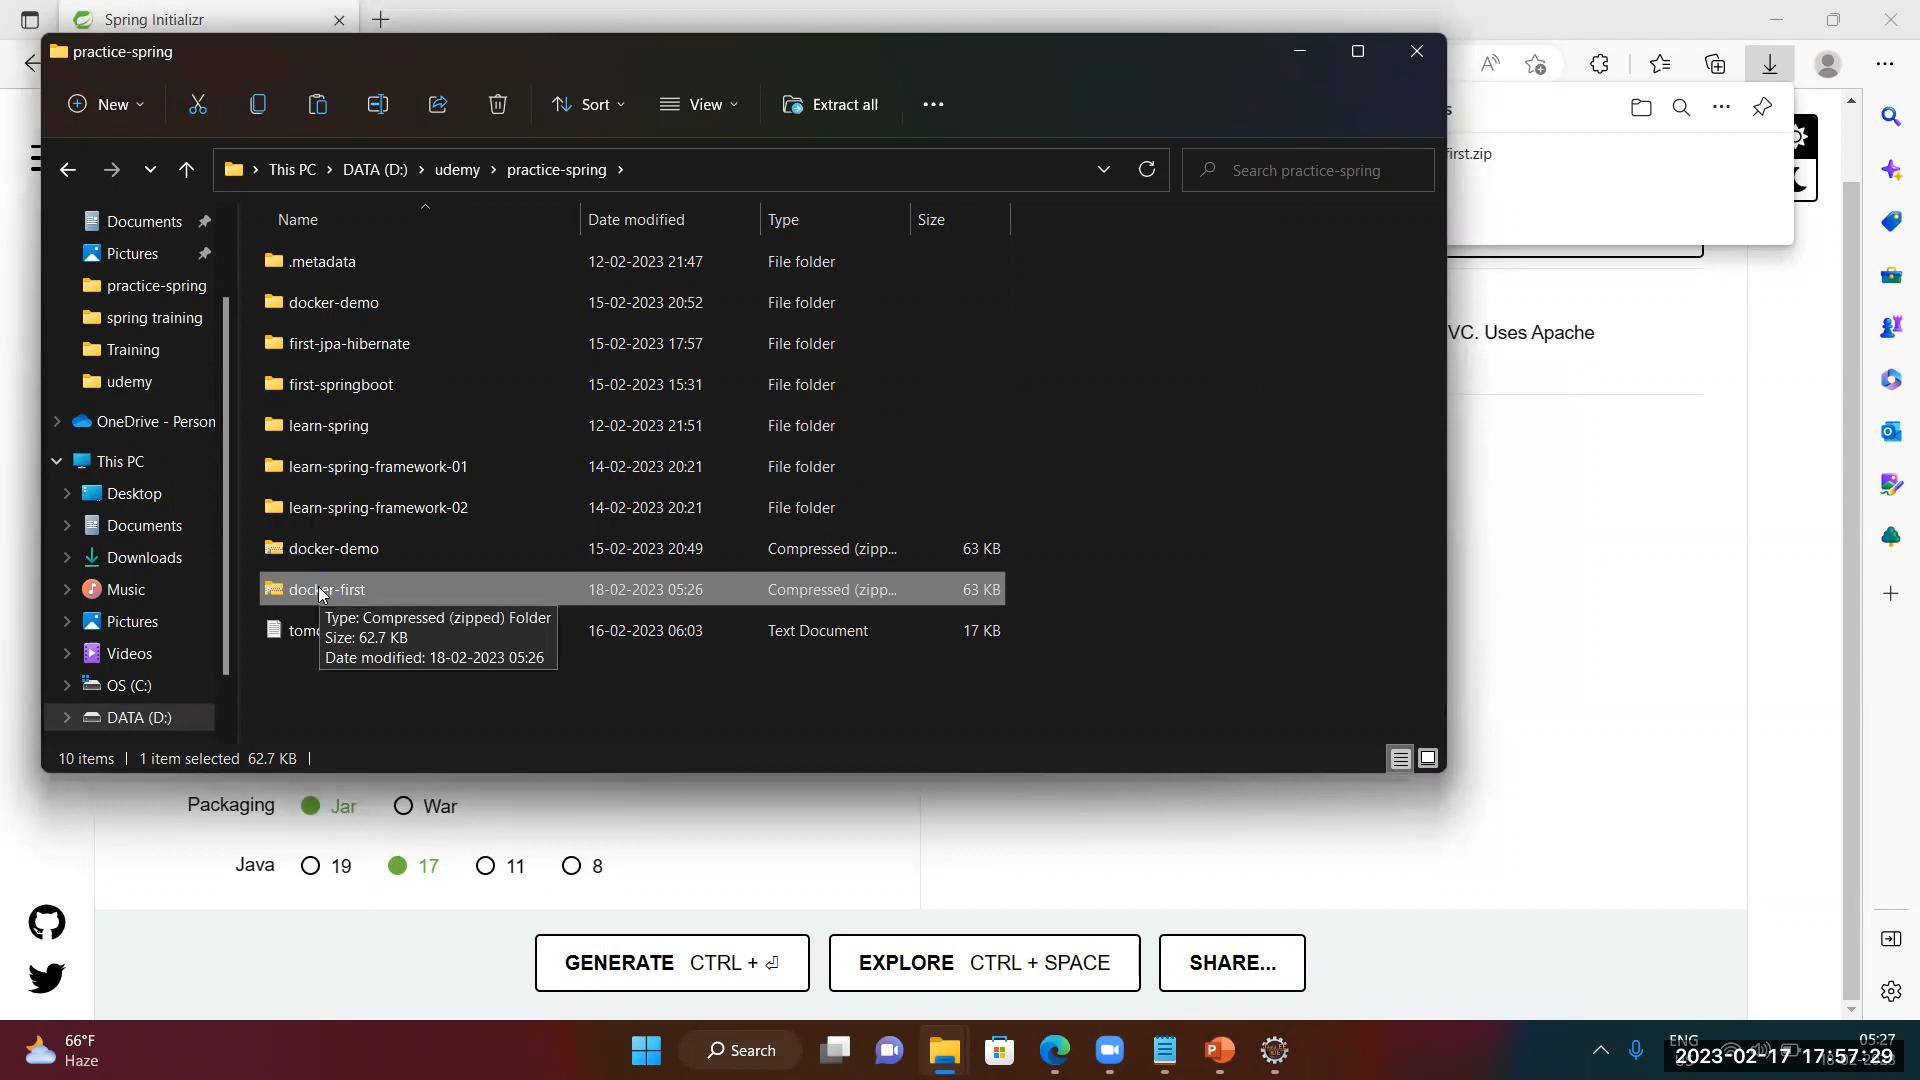 Spring Initializr
practice-spring
New
Sort
View
Extract all
This PC
DATA (D:)
udemy
practice-spring
Search practice-spring
first.zip
Documents
Pictures
practice-spring
spring training
Training
udemy
OneDrive - Person
This PC
Desktop
Documents
Downloads
Music
Pictures
Videos
OS (C:)
DATA (D:)
Name Date modified Type Size
.metadata 12-02-2023 21:47 File folder
docker-demo 15-02-2023 20:52 File folder
first-jpa-hibernate 15-02-2023 17:57 File folder
first-springboot 15-02-2023 15:31 File folder
learn-spring 12-02-2023 21:51 File folder
learn-spring-framework-01 14-02-2023 20:21 File folder
learn-spring-framework-02 14-02-2023 20:21 File folder
docker-demo 15-02-2023 20:49 Compressed (zipp... 63 KB
docker-first 18-02-2023 05:26 Compressed (zipp... 63 KB
16-02-2023 06:03 Text Document 17 KB
Type: Compressed (zipped) Folder
Size: 62.7 KB
Date modified: 18-02-2023 05:26
10 items 1 item selected 62.7 KB
VC. Uses Apache
Packaging Jar War
Java 19 17 11 8
GENERATE CTRL + ⏎
EXPLORE CTRL + SPACE
SHARE...
66°F
Haze
Search
ENG
05:27
2023-02-17 17:57:29